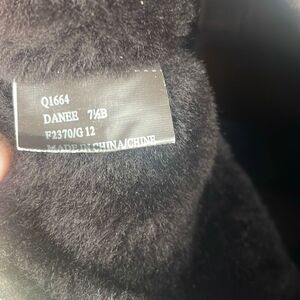 Q1664
DANEE 7½B
F2370/G 12
MADE IN CHINA/CHINE